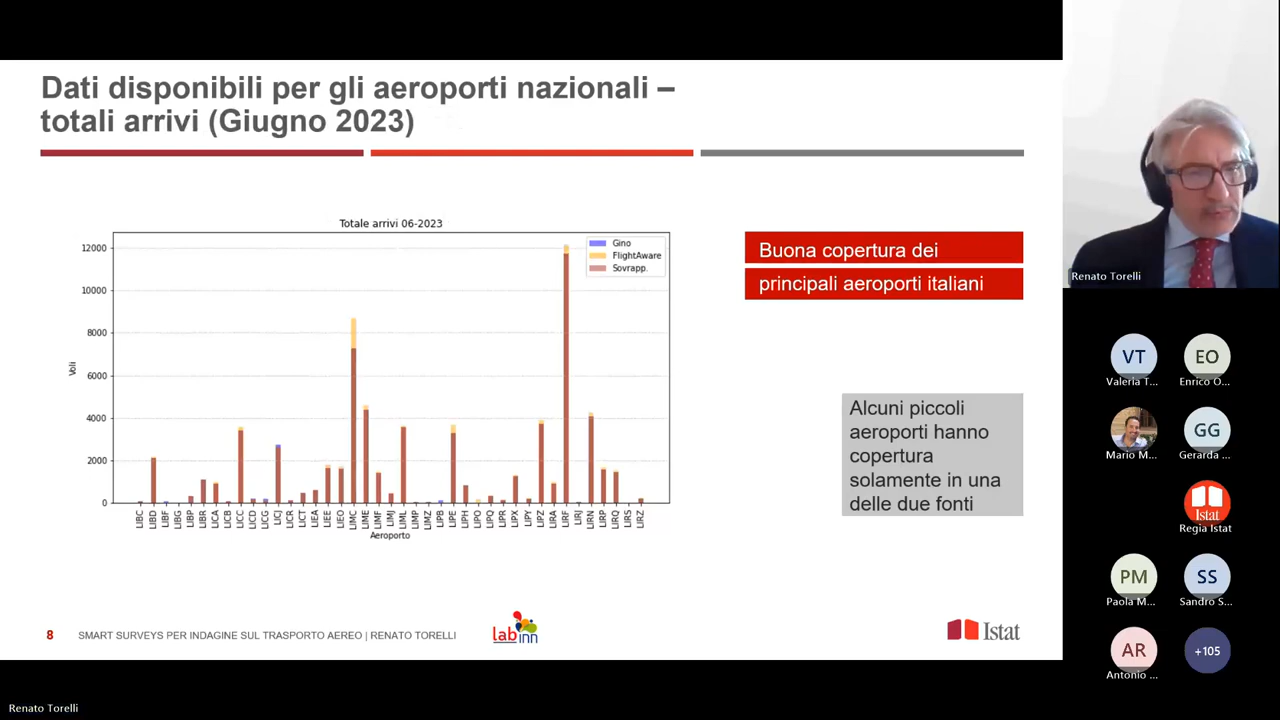 Dati disponibili per gli aeroporti nazionali –
totali arrivi (Giugno 2023)
Totale arrivi 06-2023
12000
10000
8000
6000
4000
2000
0
Voli
Gino
FlightAware
Sovrapp.
LIBC
LIBD
LIBF
LIBG
LIBP
LIBR
LICA
LICB
LICC
LICD
LICG
LICJ
LICR
LICT
LIEA
LIEE
LIEO
LIMC
LIME
LIMF
LIMJ
LIML
LIMP
LIMZ
LIPB
LIPE
LIPH
LIPO
LIPQ
LIPR
LIPX
LIPY
LIPZ
LIRA
LIRF
LIRJ
LIRN
LIRP
LIRQ
LIRS
LIRZ
Aeroporto
Buona copertura dei
principali aeroporti italiani
Alcuni piccoli
aeroporti hanno
copertura
solamente in una
delle due fonti
8
SMART SURVEYS PER INDAGINE SUL TRASPORTO AEREO | RENATO TORELLI
lab inn
Istat
Renato Torelli
VT
Valeria T...
EO
Enrico O...
Mario M...
GG
Gerarda ...
Istat
Regia Istat
PM
Paola M...
SS
Sandro S...
AR
Antonio ...
+105
Renato Torelli